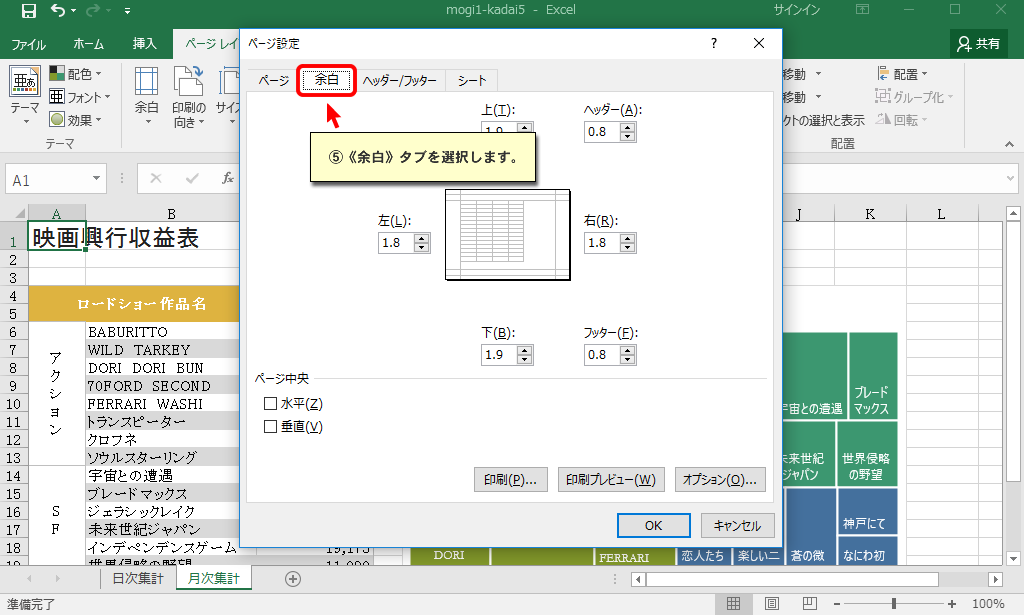 mogi1-kadai5 - Excel
サインイン
ファイル ホーム 挿入 ページ レイ
共有
配色
フォント
効果
テーマ
余白
印刷の
向き
サイズ
テーマ
移動
移動
クトの選択と表示
配置
グループ化
回転
配置
A1
fx
A B J K L
ページ設定
?
ページ 余白 ヘッダー/フッター シート
上(T):
1.9
ヘッダー(A):
0.8
⑤《余白》タブを選択します。
左(L):
1.8
右(R):
1.8
下(B):
1.9
フッター(F):
0.8
ページ中央
水平(Z)
垂直(V)
印刷(P)...
印刷プレビュー(W)
オプション(O)...
OK
キャンセル
1 映画興行収益表
2
3
4
5
ロードショー作品名
アクション
6 BABURITTO
7 WILD TARKEY
8 DORI DORI BUN
9 70FORD SECOND
10 FERRARI WASHI
11 トランスピーター
12 クロフネ
13 ソウルスターリング
SF
14 宇宙との遭遇
15 ブレードマックス
16 ジェラシックレイク
17 未来世紀ジャパン
18 インデペンデンスゲーム 19,173
世界侵略の野望 11,090
宇宙との遭遇
ブレード
マックス
未来世紀
ジャパン
世界侵略
の野望
神戸にて
DORI
FERRARI
恋人たち
楽しいニ
蒼の微
なにわ初
日次集計
月次集計
準備完了
100%